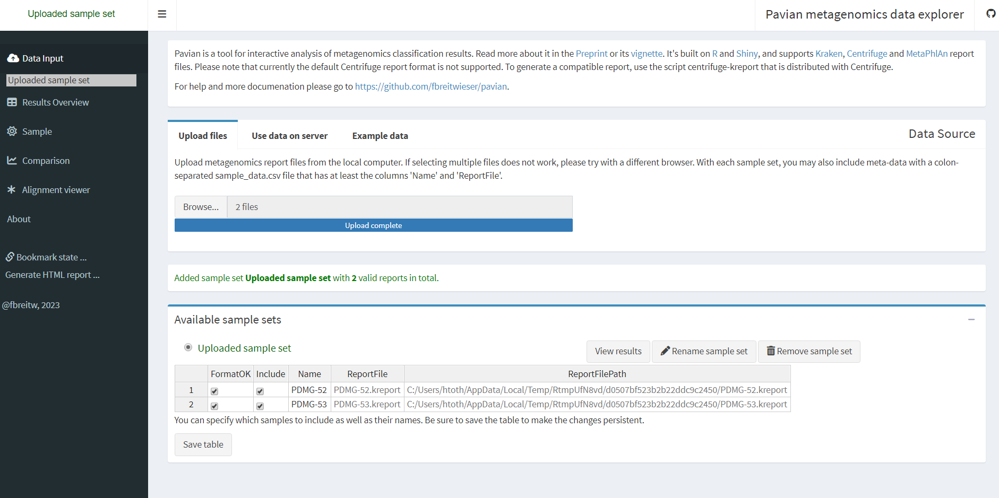 Uploaded sample set
Pavian metagenomics data explorer
Data Input
Uploaded sample set
Results Overview
Sample
Comparison
Alignment viewer
About
Bookmark state ...
Generate HTML report ...
@fbreitw, 2023
Pavian is a tool for interactive analysis of metagenomics classification results. Read more about it in the Preprint or its vignette. It's built on R and Shiny, and supports Kraken, Centrifuge and MetaPhlAn report
files. Please note that currently the default Centrifuge report format is not supported. To generate a compatible report, use the script centrifuge-kreport that is distributed with Centrifuge.
For help and more documenation please go to https://github.com/fbreitwieser/pavian.
Upload files Use data on server Example data Data Source
Upload metagenomics report files from the local computer. If selecting multiple files does not work, please try with a different browser. With each sample set, you may also include meta-data with a colon-
separated sample_data.csv file that has at least the columns 'Name' and 'ReportFile'.
Browse... 2 files
Upload complete
Added sample set Uploaded sample set with 2 valid reports in total.
Available sample sets
Uploaded sample set View results Rename sample set Remove sample set
FormatOK Include Name ReportFile ReportFilePath
1 PDMG-52 PDMG-52.kreport C:/Users/htoth/AppData/Local/Temp/RtmpUfN8vd/d0507bf523b2b22ddc9c2450/PDMG-52.kreport
2 PDMG-53 PDMG-53.kreport C:/Users/htoth/AppData/Local/Temp/RtmpUfN8vd/d0507bf523b2b22ddc9c2450/PDMG-53.kreport
You can specify which samples to include as well as their names. Be sure to save the table to make the changes persistent.
Save table